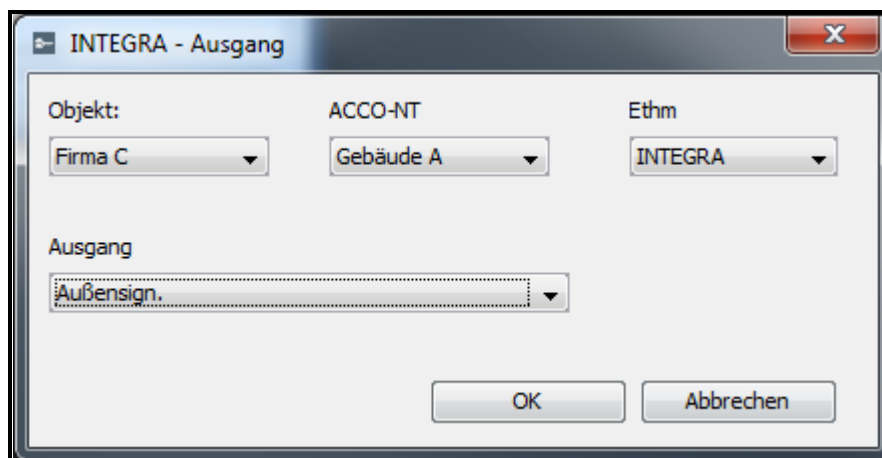 INTEGRA - Ausgang
Objekt: ACCO-NT Ethm
Firma C Gebäude A INTEGRA
Ausgang
Außensign.
OK Abbrechen